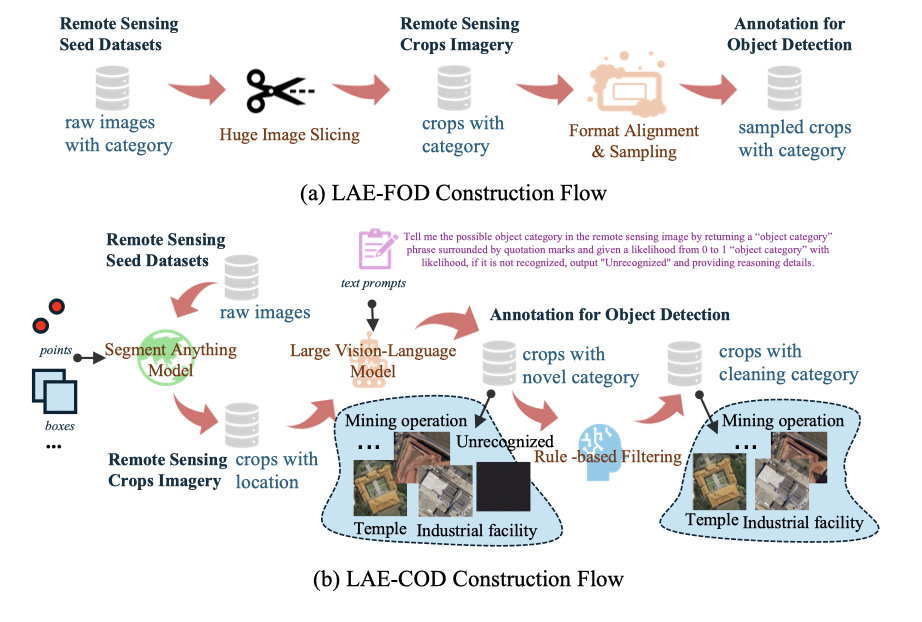 Remote Sensing
Seed Datasets
raw images
with category
Huge Image Slicing
Remote Sensing
Crops Imagery
crops with
category
Format Alignment
& Sampling
Annotation for
Object Detection
sampled crops
with category
(a) LAE-FOD Construction Flow
Remote Sensing
Seed Datasets
raw images
Tell me the possible object category in the remote sensing image by returning a “object category”
phrase surrounded by quotation marks and given a likelihood from 0 to 1 “object category” with
likelihood, if it is not recognized, output "Unrecognized" and providing reasoning details.
text prompts
points
boxes
...
Segment Anything
Model
Large Vision-Language
Model
Remote Sensing
Crops Imagery
crops with
location
Annotation for Object Detection
crops with
novel category
crops with
cleaning category
Mining operation
...
Unrecognized
Temple
Industrial facility
Rule -based Filtering
Mining operation
...
Temple
Industrial facility
(b) LAE-COD Construction Flow